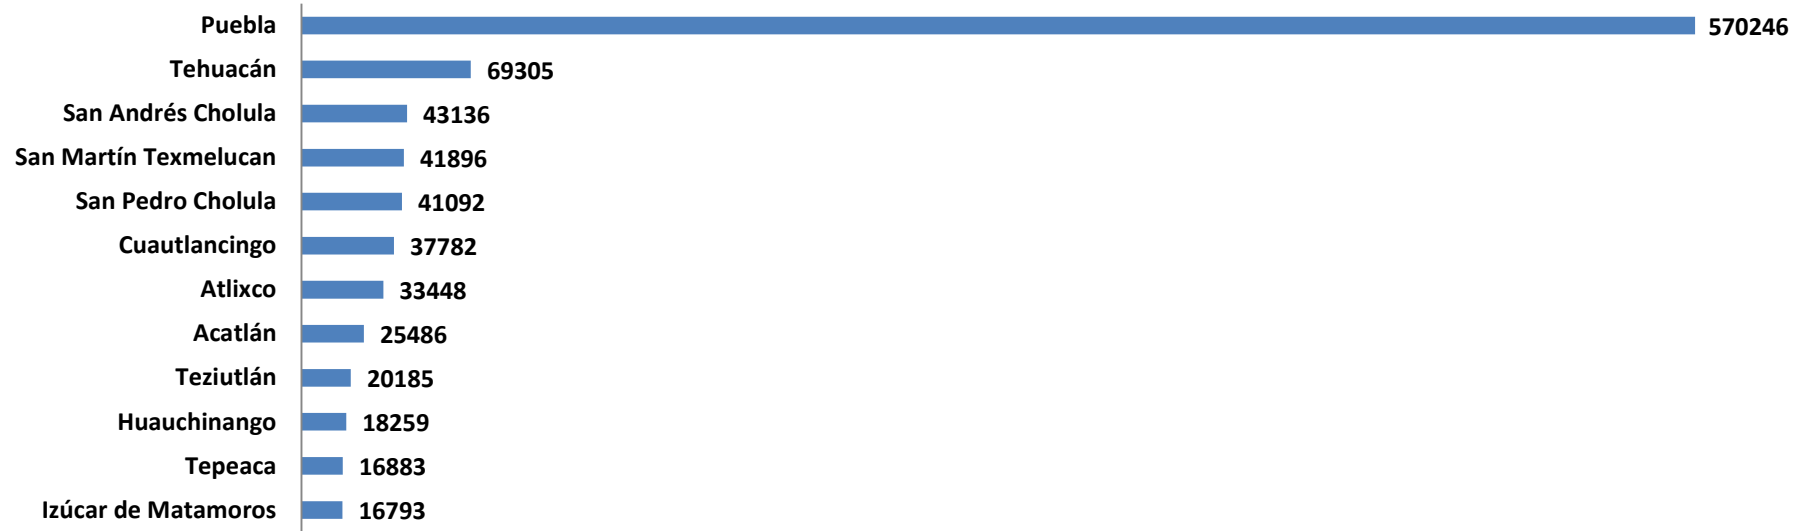 Puebla 570246
Tehuacán 69305
San Andrés Cholula 43136
San Martín Texmelucan 41896
San Pedro Cholula 41092
Cuautlancingo 37782
Atlixco 33448
Acatlán 25486
Teziutlán 20185
Huauchinango 18259
Tepeaca 16883
Izúcar de Matamoros 16793